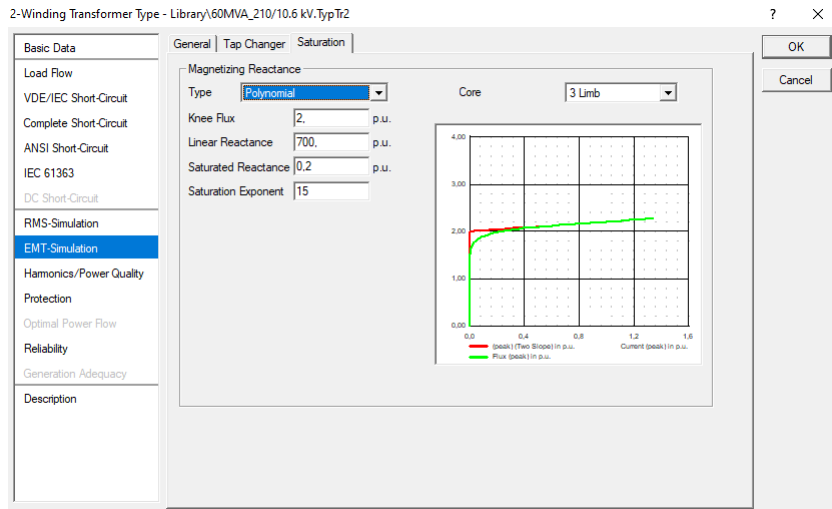 2-Winding Transformer Type - Library\60MVA_210/10.6 kV.TypTr2 ?
Basic Data
Load Flow
VDE/IEC Short-Circuit
Complete Short-Circuit
ANSI Short-Circuit
IEC 61363
DC Short-Circuit
RMS-Simulation
EMT-Simulation
Harmonics/Power Quality
Protection
Optimal Power Flow
Reliability
Generation Adequacy
Description
General Tap Changer Saturation
Magnetizing Reactance
Type Polynomial Core 3 Limb
Knee Flux 2, p.u.
Linear Reactance 700, p.u.
Saturated Reactance 0,2 p.u.
Saturation Exponent 15
4,00
3,00
2,00
1,00
0,00
0,0 0,4 0,8 1,2 1,6
(peak) (Two Slope) in p.u. Current (peak) in p.u.
Flux (peak) in p.u.
OK
Cancel